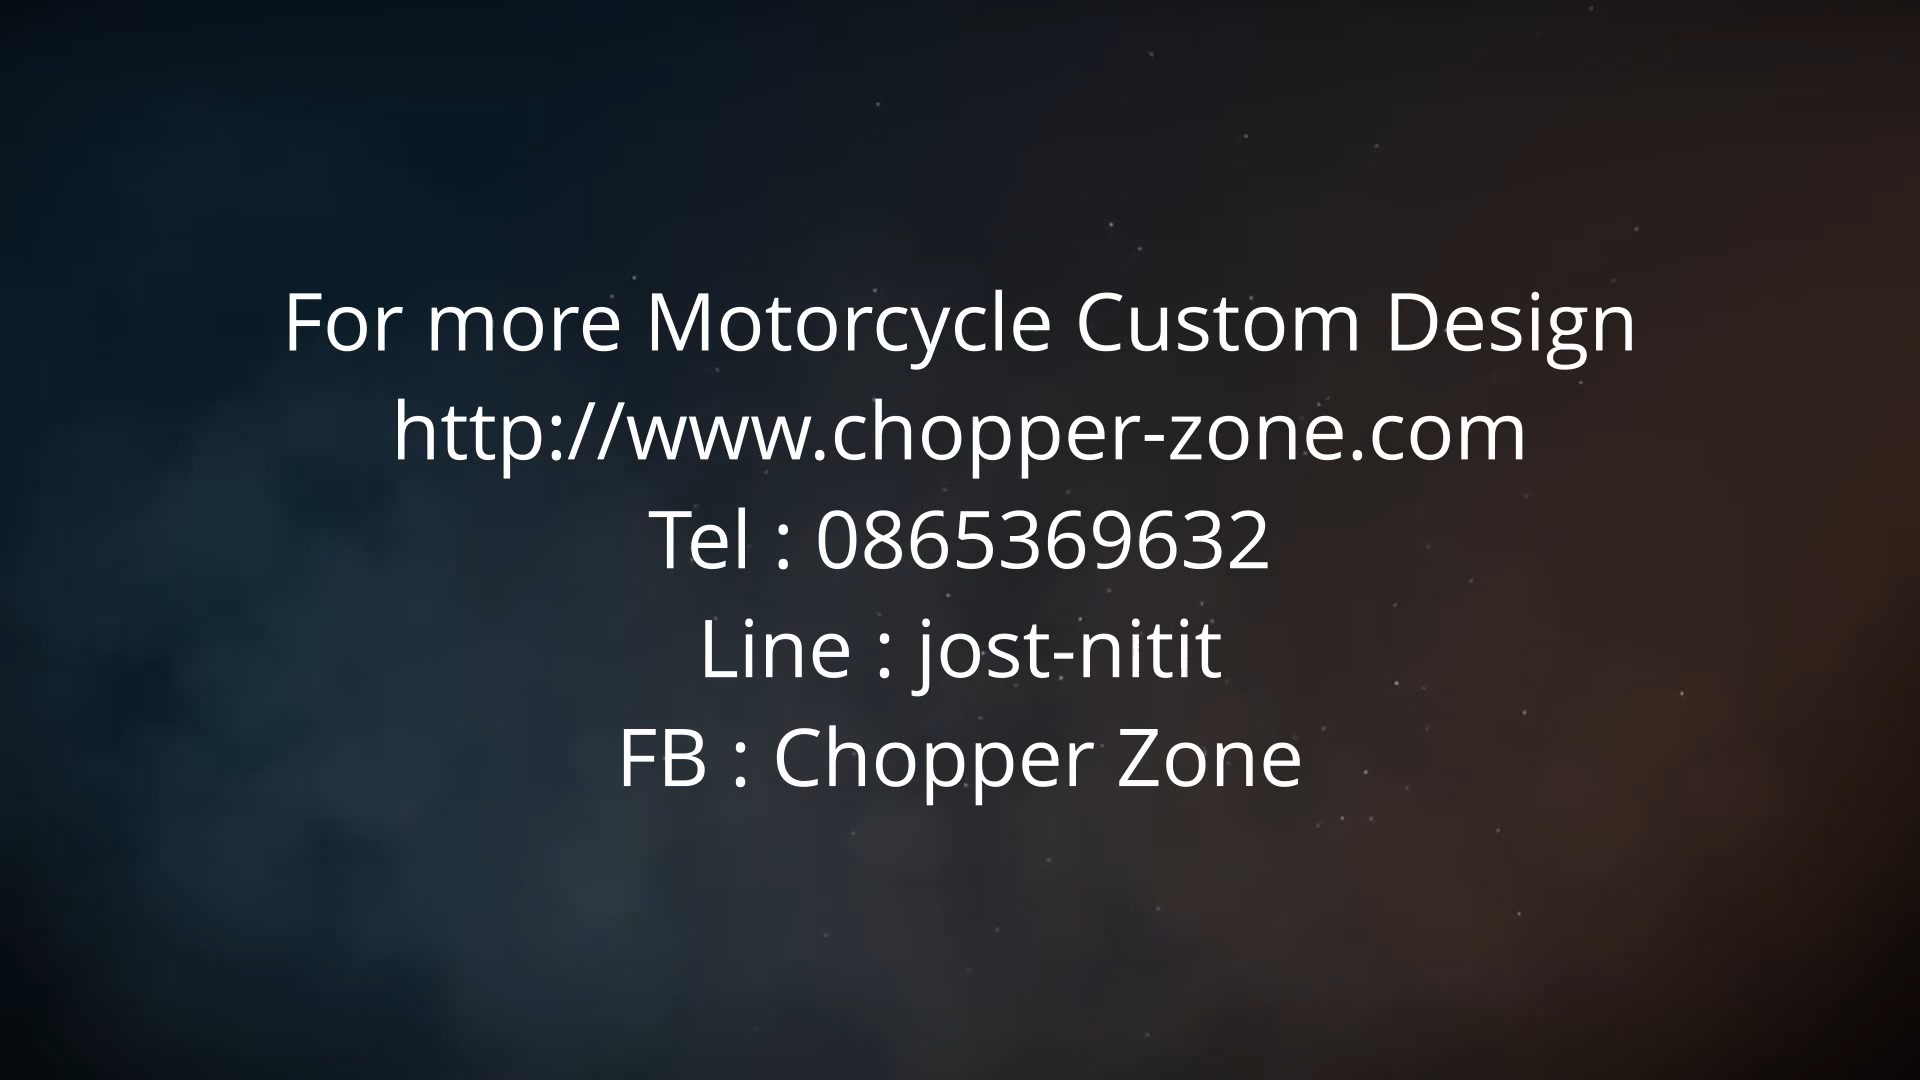 For more Motorcycle Custom Design
http://www.chopper-zone.com
Tel : 0865369632
Line : jost-nitit
FB : Chopper Zone